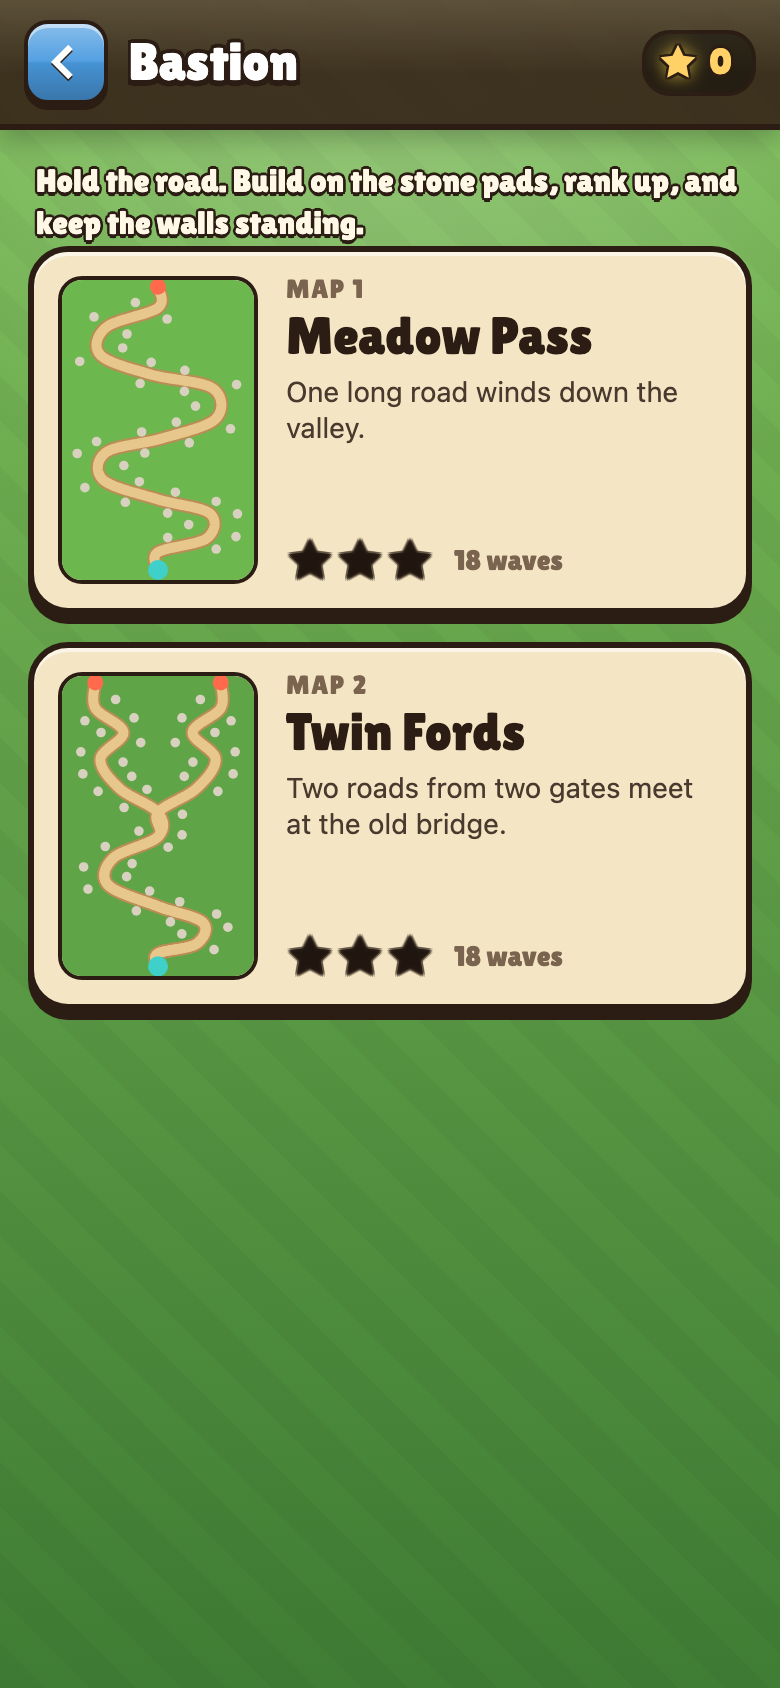 Bastion
0
Hold the road. Build on the stone pads, rank up, and
keep the walls standing.
MAP 1
Meadow Pass
One long road winds down the
valley.
18 waves
MAP 2
Twin Fords
Two roads from two gates meet
at the old bridge.
18 waves